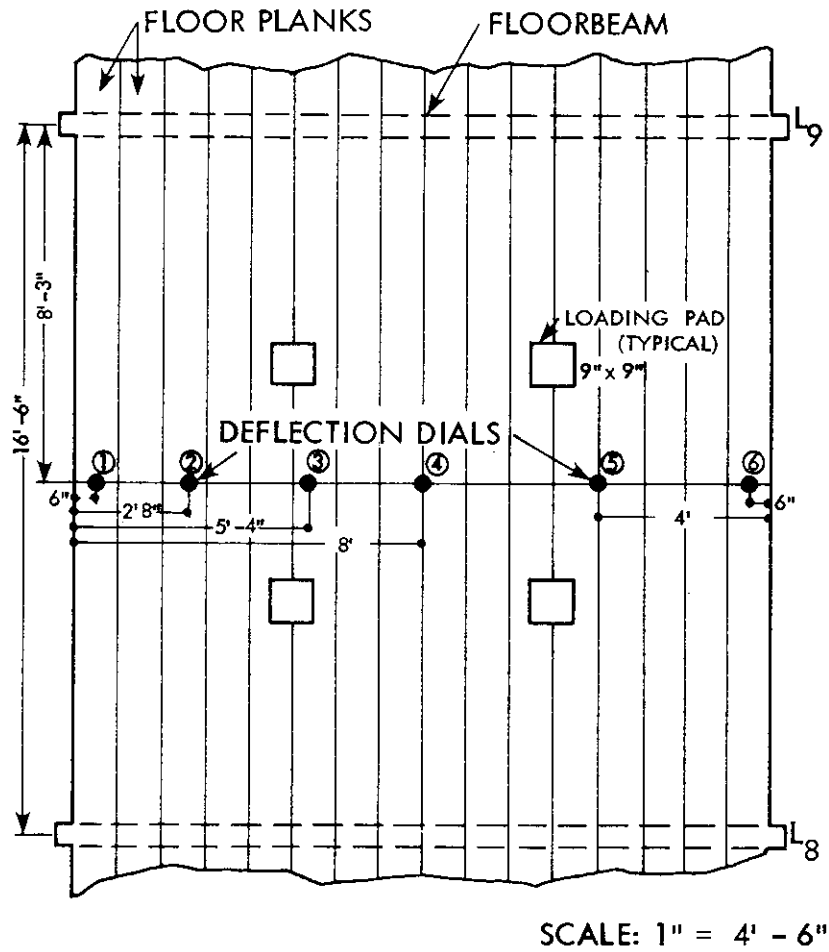 FLOOR PLANKS
FLOORBEAM
L9
8'-3"
16'-6"
LOADING PAD
(TYPICAL)
9" x 9"
DEFLECTION DIALS
1
2
3
4
5
6
6"
2' 8"
5'-4"
8'
4'
6"
L8
SCALE: 1" = 4' - 6"